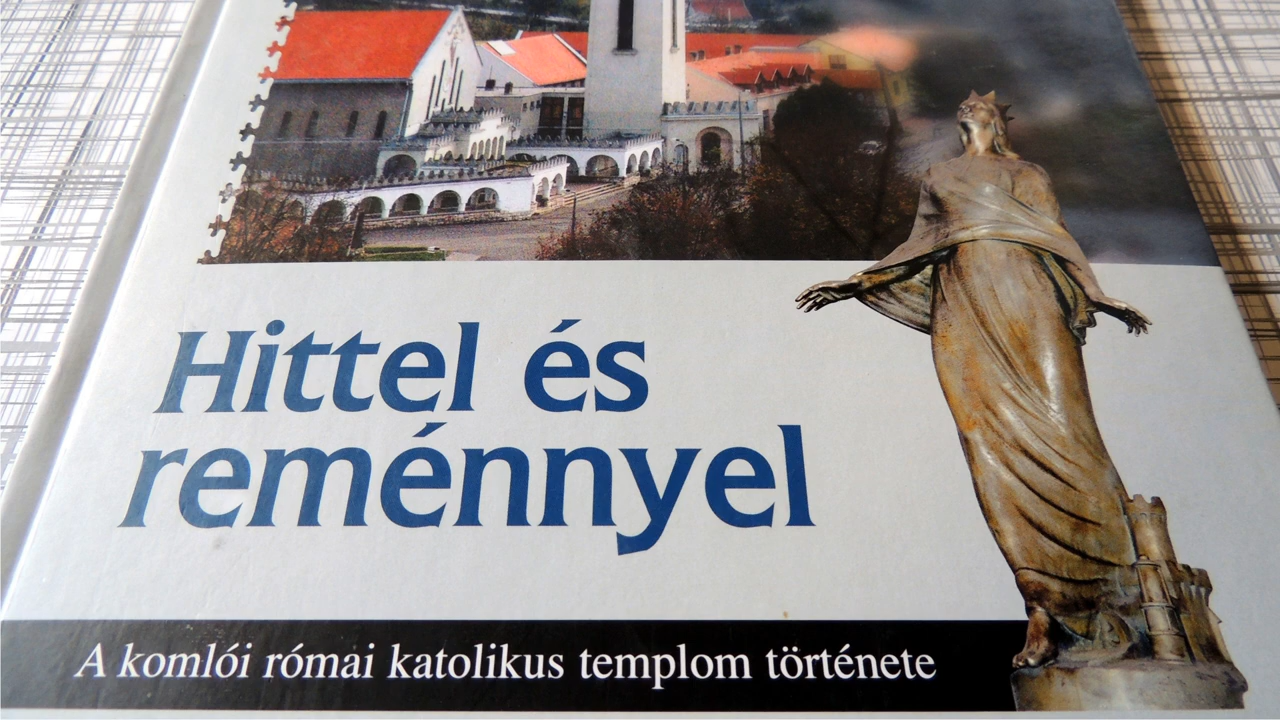 Hittel és
reménnyel
A komlói római katolikus templom története